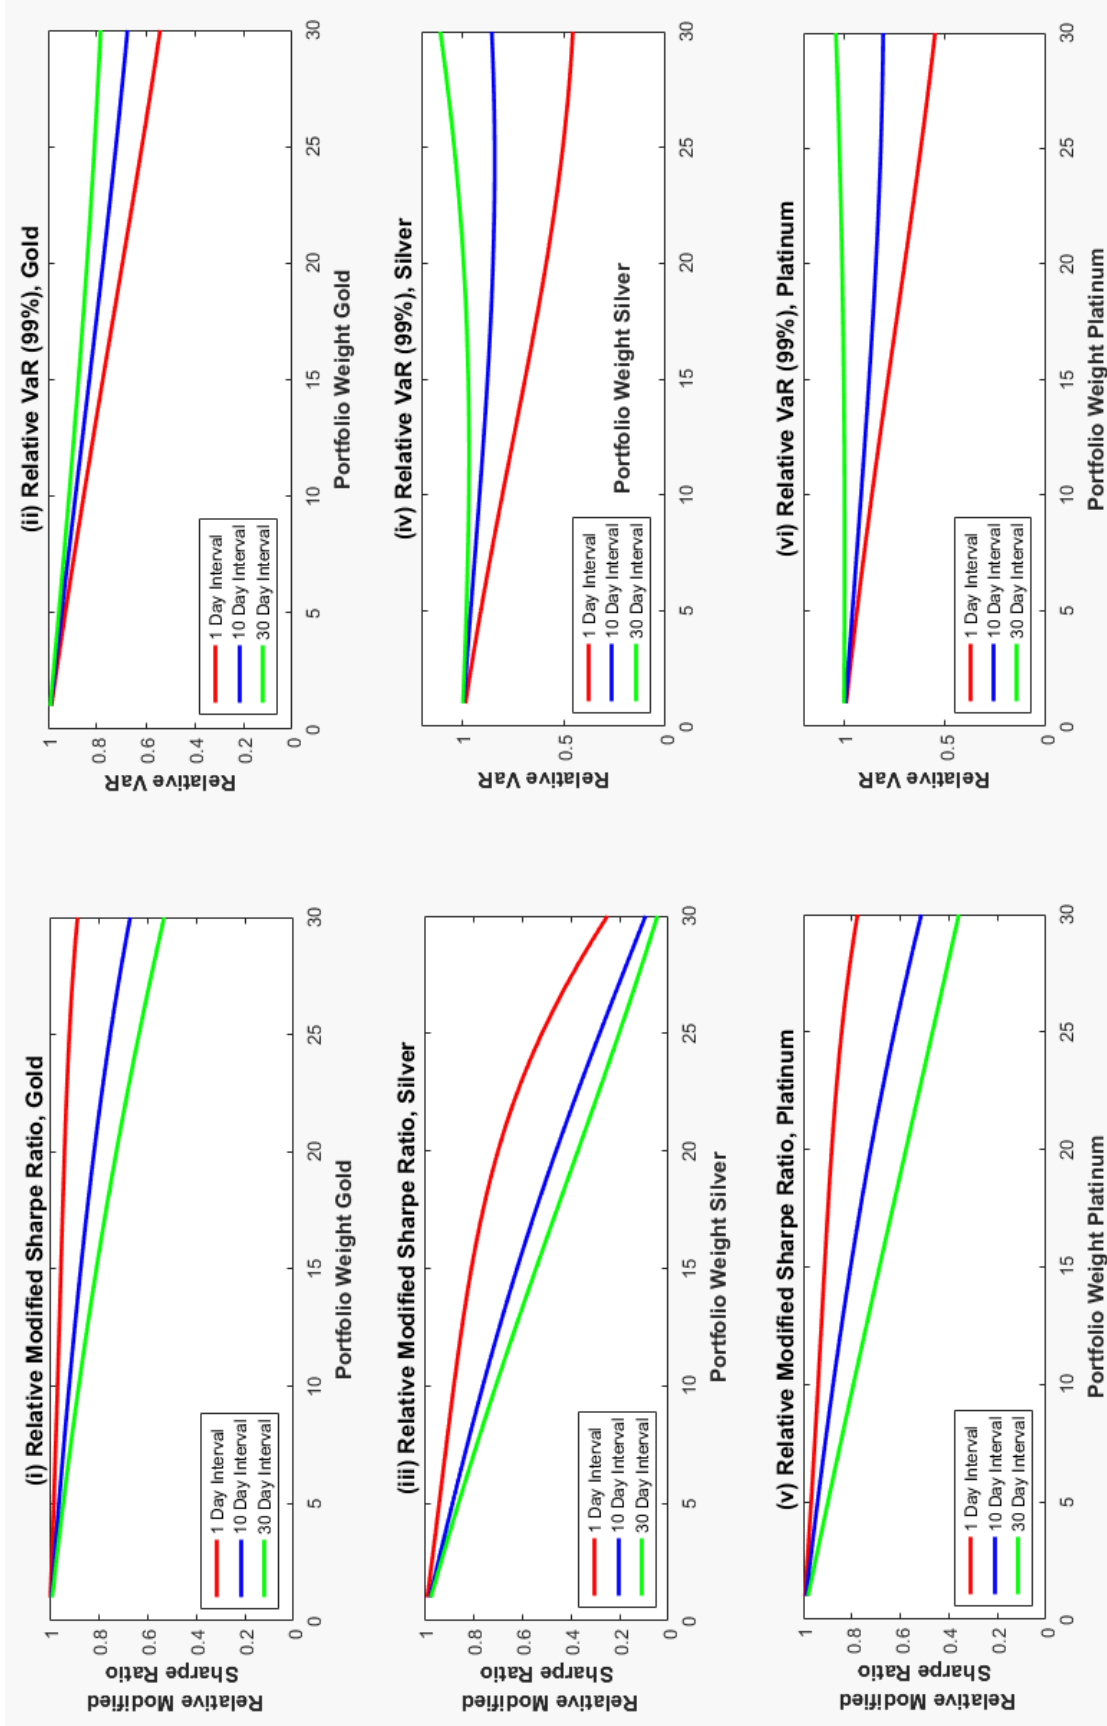 (i) Relative Modified Sharpe Ratio, Gold
Relative Modified
Sharpe Ratio
1
0.8
0.6
0.4
0.2
0
0
5
10
15
20
25
30
Portfolio Weight Gold
1 Day Interval
10 Day Interval
30 Day Interval
(ii) Relative VaR (99%), Gold
Relative VaR
1
0.8
0.6
0.4
0.2
0
0
5
10
15
20
25
30
Portfolio Weight Gold
1 Day Interval
10 Day Interval
30 Day Interval
(iii) Relative Modified Sharpe Ratio, Silver
Relative Modified
Sharpe Ratio
1
0.8
0.6
0.4
0.2
0
0
5
10
15
20
25
30
Portfolio Weight Silver
1 Day Interval
10 Day Interval
30 Day Interval
(iv) Relative VaR (99%), Silver
Relative VaR
1
0.5
0
0
5
10
15
20
25
30
Portfolio Weight Silver
1 Day Interval
10 Day Interval
30 Day Interval
(v) Relative Modified Sharpe Ratio, Platinum
Relative Modified
Sharpe Ratio
1
0.8
0.6
0.4
0.2
0
0
5
10
15
20
25
30
Portfolio Weight Platinum
1 Day Interval
10 Day Interval
30 Day Interval
(vi) Relative VaR (99%), Platinum
Relative VaR
1
0.5
0
0
5
10
15
20
25
30
Portfolio Weight Platinum
1 Day Interval
10 Day Interval
30 Day Interval